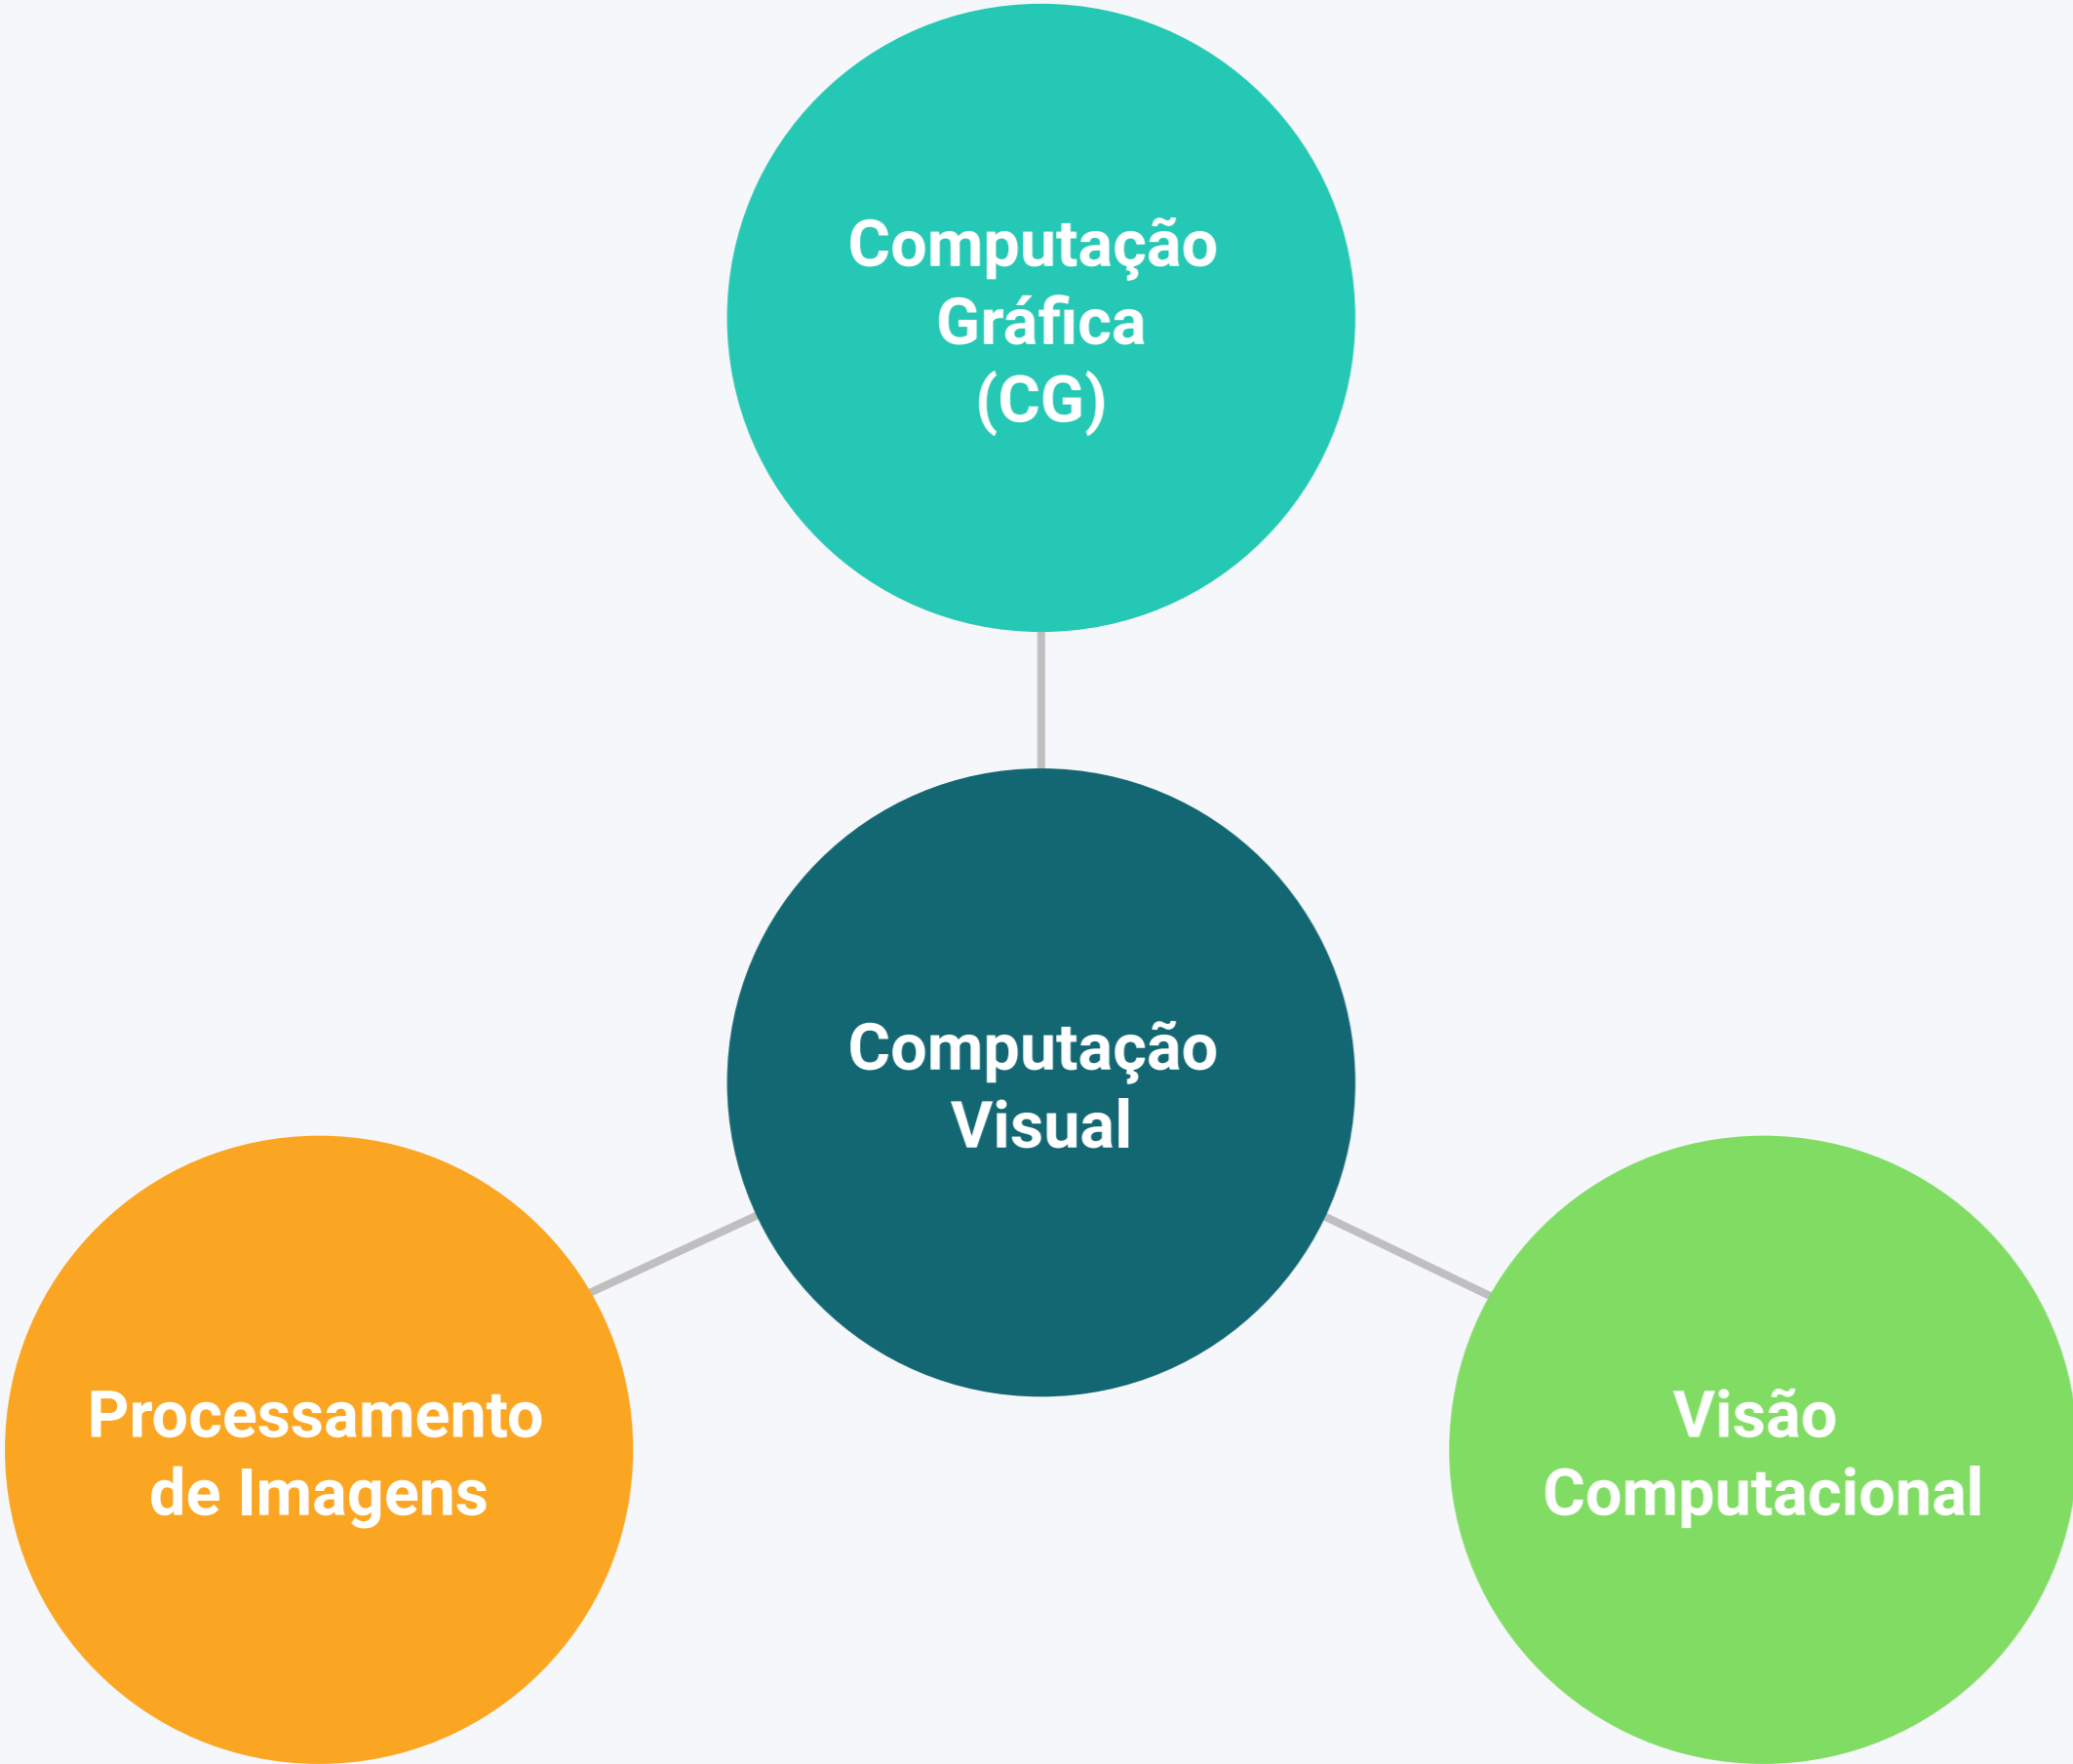 Computação
Gráfica
(CG)
Computação
Visual
Processamento
de Imagens
Visão
Computacional